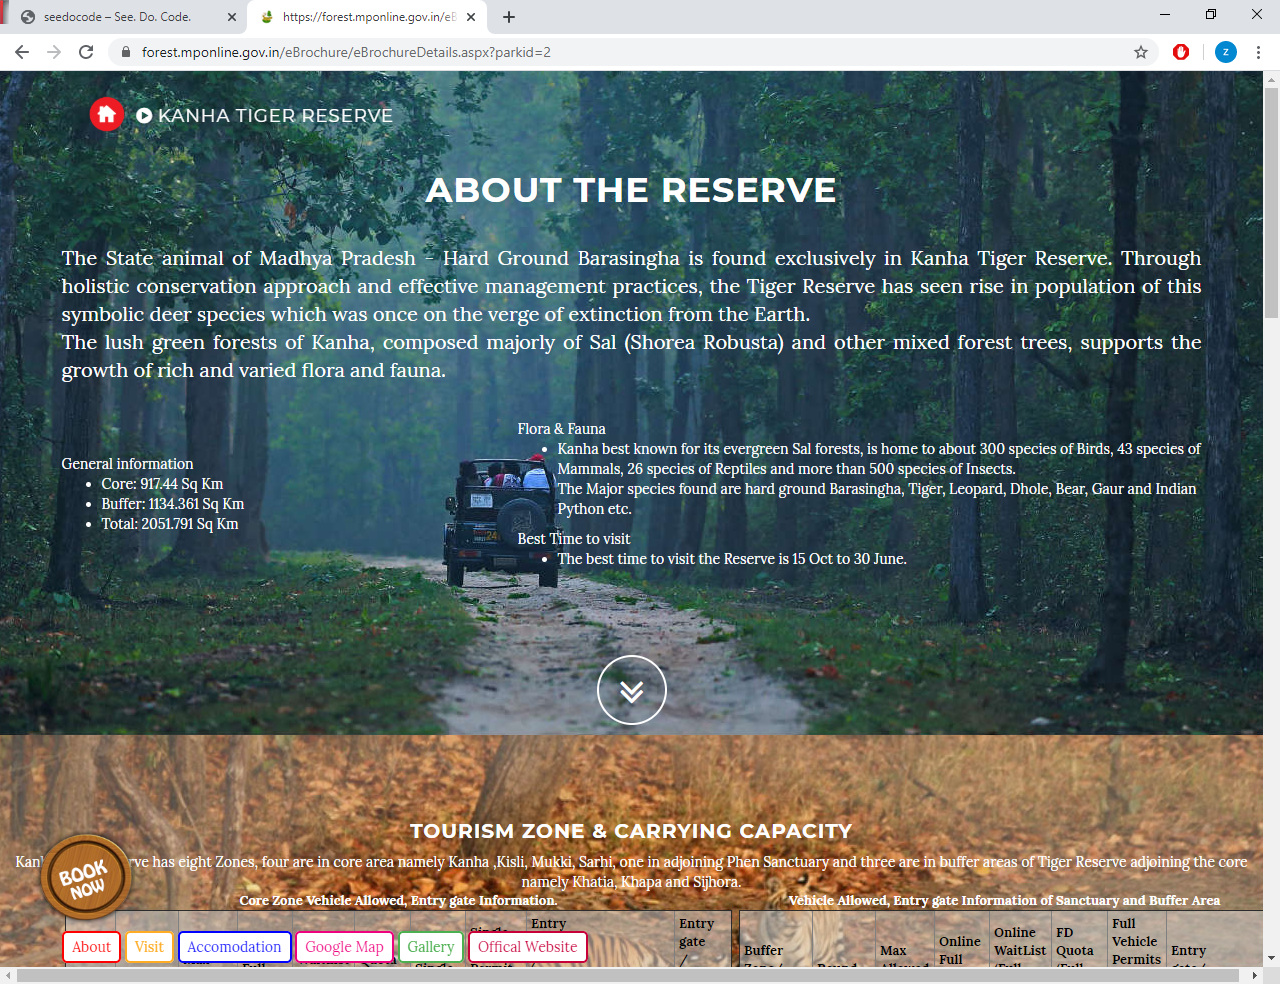 seedocode – See. Do. Code.
https://forest.mponline.gov.in/eB
forest.mponline.gov.in/eBrochure/eBrochureDetails.aspx?parkid=2
z
KANHA TIGER RESERVE
ABOUT THE RESERVE
The State animal of Madhya Pradesh - Hard Ground Barasingha is found exclusively in Kanha Tiger Reserve. Through
holistic conservation approach and effective management practices, the Tiger Reserve has seen rise in population of this
symbolic deer species which was once on the verge of extinction from the Earth.
The lush green forests of Kanha, composed majorly of Sal (Shorea Robusta) and other mixed forest trees, supports the
growth of rich and varied flora and fauna.
General information
• Core: 917.44 Sq Km
• Buffer: 1134.361 Sq Km
• Total: 2051.791 Sq Km
Flora & Fauna
• Kanha best known for its evergreen Sal forests, is home to about 300 species of Birds, 43 species of
Mammals, 26 species of Reptiles and more than 500 species of Insects.
The Major species found are hard ground Barasingha, Tiger, Leopard, Dhole, Bear, Gaur and Indian
Python etc.
Best Time to visit
• The best time to visit the Reserve is 15 Oct to 30 June.
TOURISM ZONE & CARRYING CAPACITY
rve has eight Zones, four are in core area namely Kanha ,Kisli, Mukki, Sarhi, one in adjoining Phen Sanctuary and three are in buffer areas of Tiger Reserve adjoining the core
namely Khatia, Khapa and Sijhora.
BOOK
NOW
Core Zone Vehicle Allowed, Entry gate Information.
Entry
Entry
gate
/
Vehicle Allowed, Entry gate Information of Sanctuary and Buffer Area
Buffer
Max
Online
Full
Online
WaitList
FD
Quota
Full
Vehicle
Permits
Entry
About
Visit
Accomodation
Google Map
Gallery
Offical Website